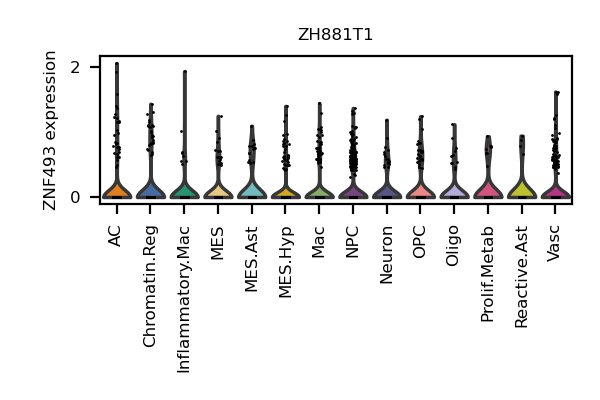 ZH881T1
ZNF493 expression
2
0
AC
Chromatin.Reg
Inflammatory.Mac
MES
MES.Ast
MES.Hyp
Mac
NPC
Neuron
OPC
Oligo
Prolif.Metab
Reactive.Ast
Vasc